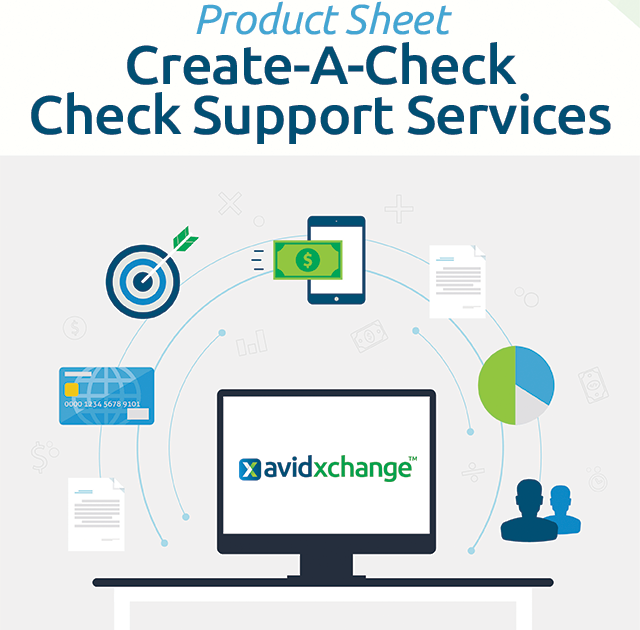 Product Sheet
Create-A-Check
Check Support Services
$
$
0000 1234 5678 9101
avidxchange™
$